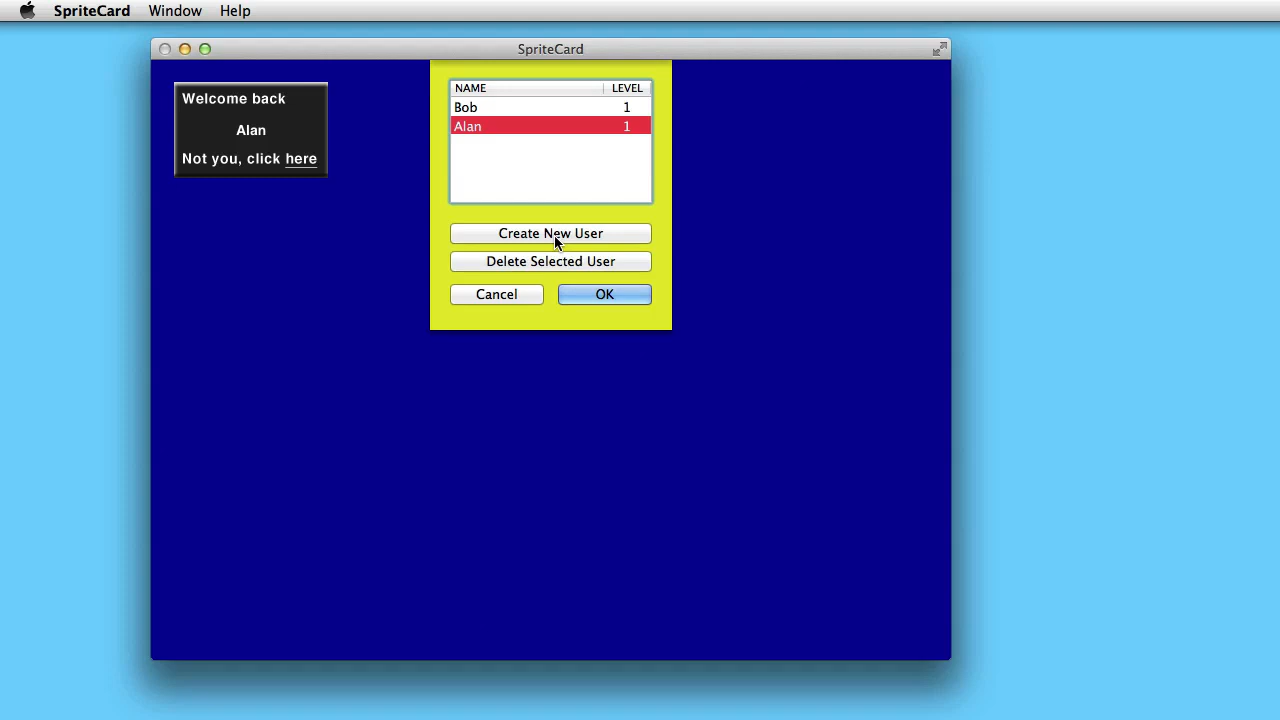 SpriteCard Window Help
SpriteCard
Welcome back
Alan
Not you, click here
NAME LEVEL
Bob 1
Alan 1
Create New User
Delete Selected User
Cancel OK